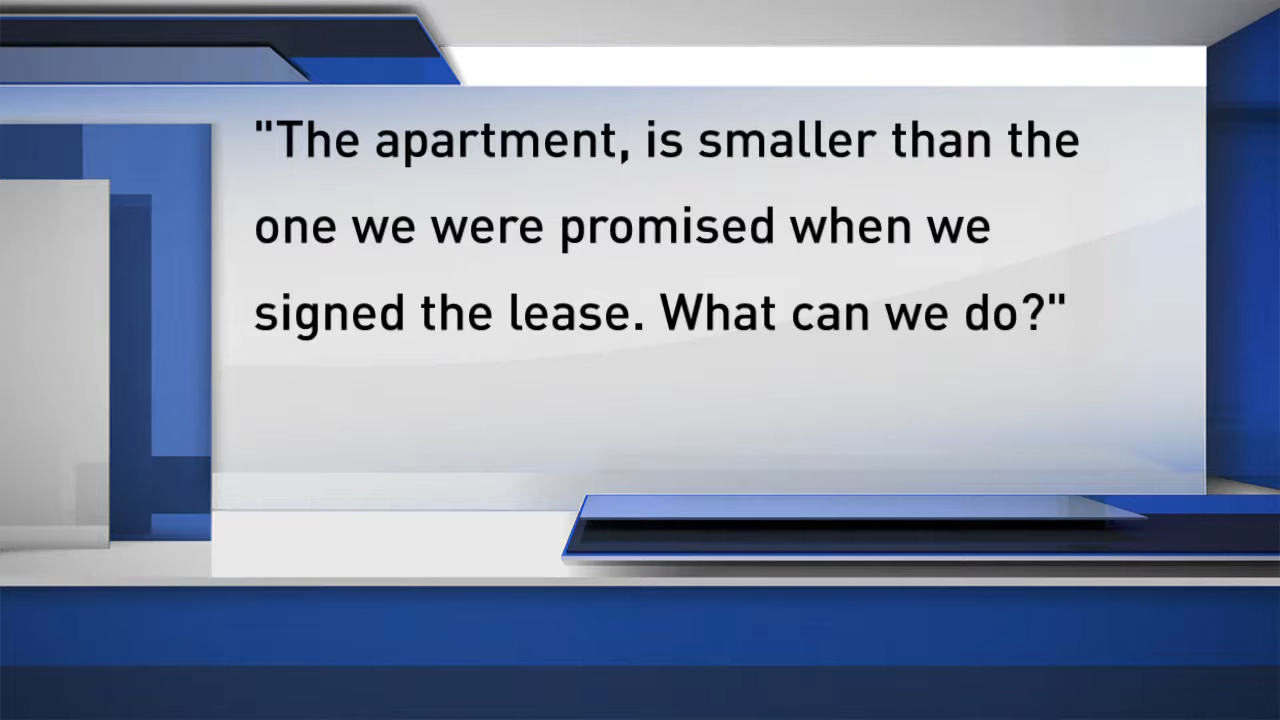 "The apartment, is smaller than the
one we were promised when we
signed the lease. What can we do?"